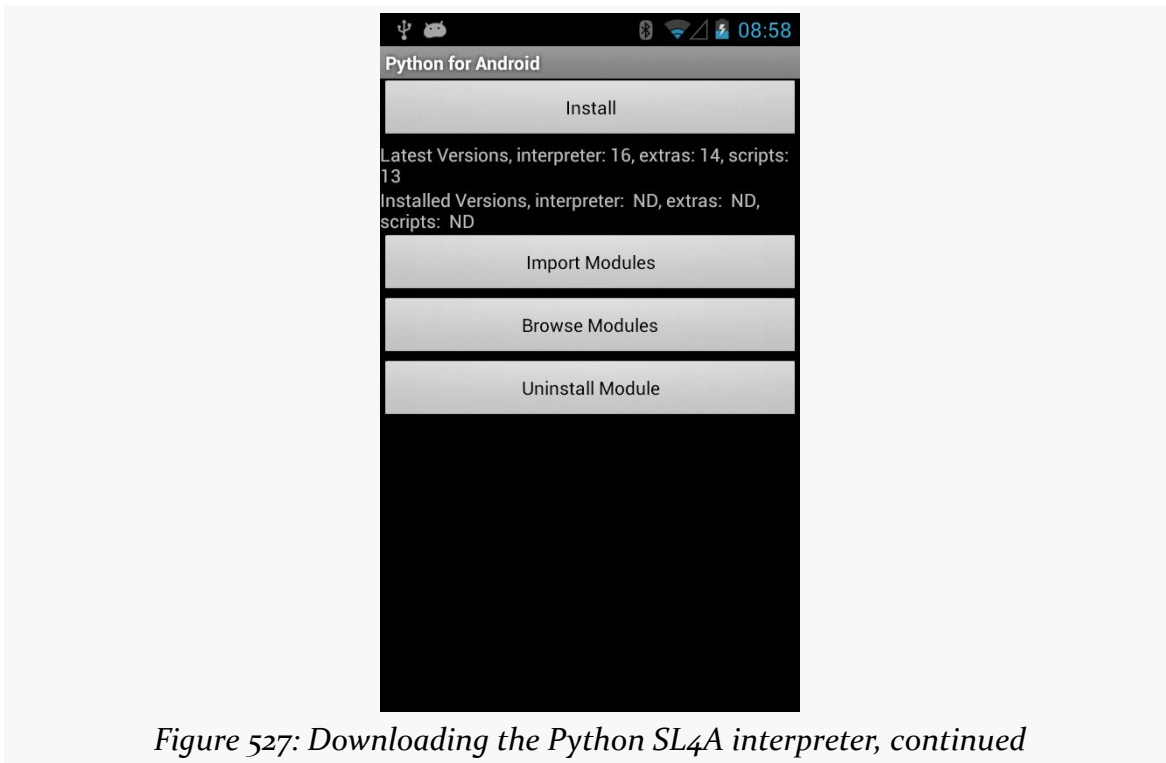 08:58
Python for Android
Install
Latest Versions, interpreter: 16, extras: 14, scripts:
13
Installed Versions, interpreter:  ND, extras:  ND,
scripts:  ND
Import Modules
Browse Modules
Uninstall Module
Figure 527: Downloading the Python SL4A interpreter, continued